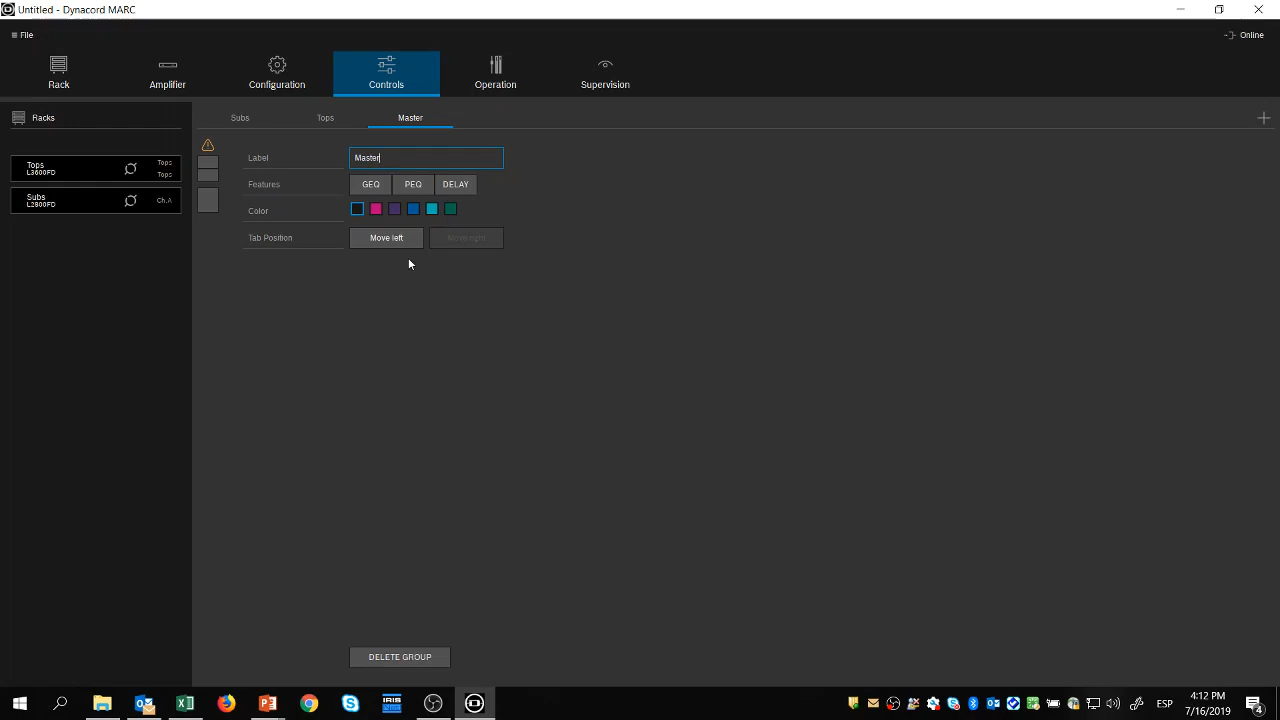 Untitled - Dynacord MARC
File
Online
Rack
Amplifier
Configuration
Controls
Operation
Supervision
Racks
Subs
Tops
Master
Tops
L3600FD
Tops
Tops
Subs
L2800FD
Ch.A
Label
Master
Features
GEQ
PEQ
DELAY
Color
Tab Position
Move left
Move right
DELETE GROUP
IRIS
ESP
4:12 PM
7/16/2019
4